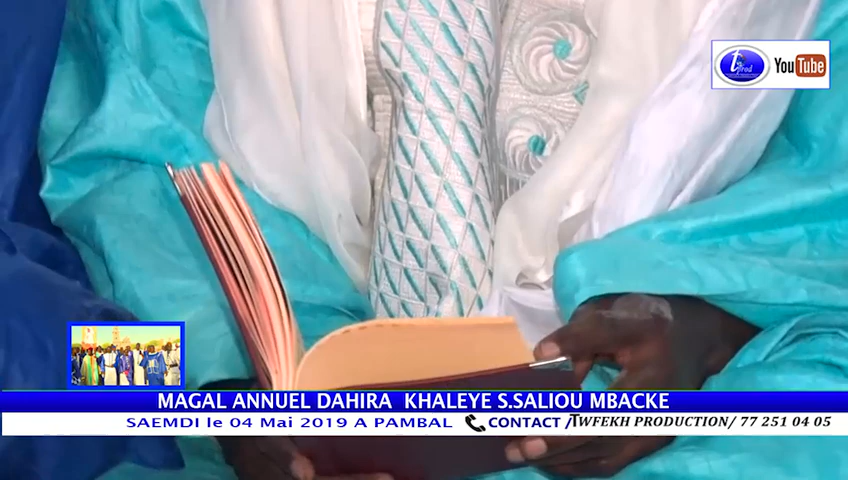 t prod
YouTube
MAGAL ANNUEL DAHIRA KHALEYE S.SALIOU MBACKE
SAEMDI le 04 Mai 2019 A PAMBAL CONTACT / TWFEKH PRODUCTION/ 77 251 04 05